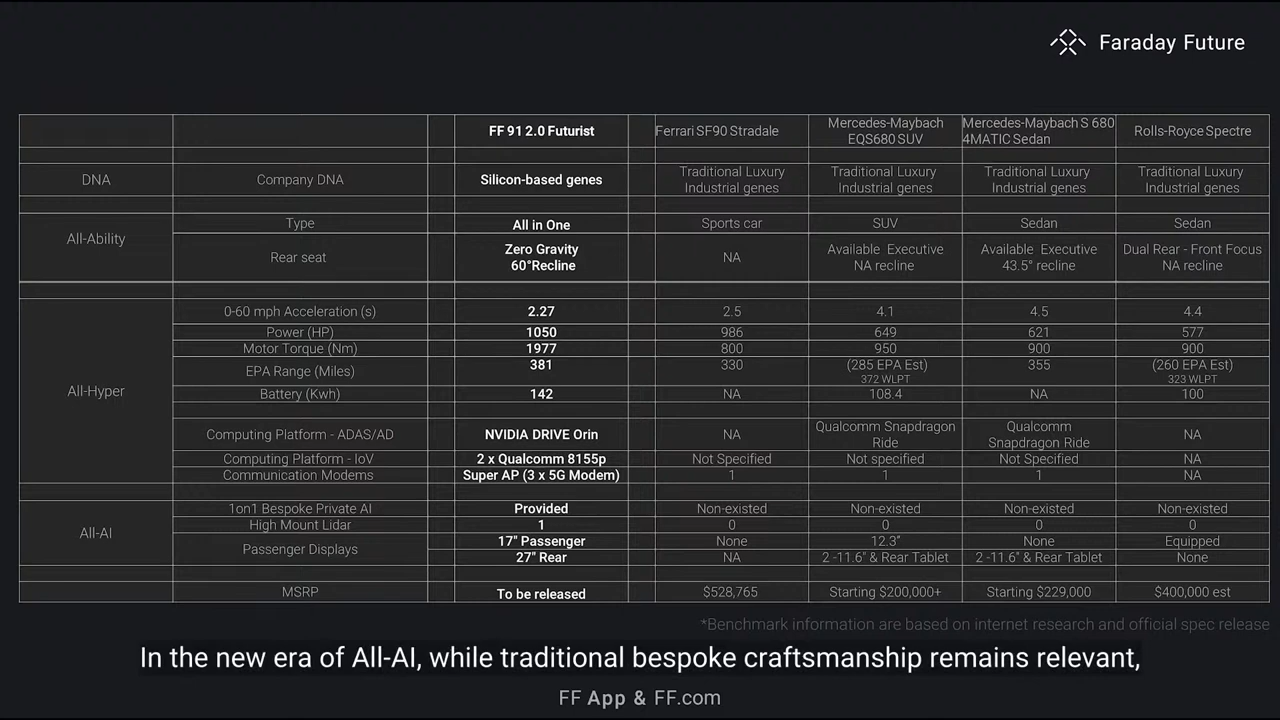 Faraday Future
FF 91 2.0 Futurist Ferrari SF90 Stradale Mercedes-Maybach EQS680 SUV Mercedes-Maybach S 680 4MATIC Sedan Rolls-Royce Spectre
DNA Company DNA Silicon-based genes Traditional Luxury Industrial genes Traditional Luxury Industrial genes Traditional Luxury Industrial genes Traditional Luxury Industrial genes
All-Ability Type All in One Sports car SUV Sedan Sedan
Rear seat Zero Gravity 60°Recline NA Available Executive NA recline Available Executive 43.5° recline Dual Rear - Front Focus NA recline
All-Hyper 0-60 mph Acceleration (s) 2.27 2.5 4.1 4.5 4.4
Power (HP) 1050 986 649 621 577
Motor Torque (Nm) 1977 800 950 900 900
EPA Range (Miles) 381 330 (285 EPA Est) 372 WLPT 355 (260 EPA Est) 323 WLPT
Battery (Kwh) 142 NA 108.4 NA 100
Computing Platform - ADAS/AD NVIDIA DRIVE Orin NA Qualcomm Snapdragon Ride Qualcomm Snapdragon Ride NA
Computing Platform - IoV 2 x Qualcomm 8155p Not Specified Not specified Not Specified NA
Communication Modems Super AP (3 x 5G Modem) 1 1 1 NA
All-AI 1on1 Bespoke Private AI Provided Non-existed Non-existed Non-existed Non-existed
High Mount Lidar 1 0 0 0 0
Passenger Displays 17" Passenger None 12.3" None Equipped
27" Rear NA 2 -11.6" & Rear Tablet 2 -11.6" & Rear Tablet None
MSRP To be released $528,765 Starting $200,000+ Starting $229,000 $400,000 est
*Benchmark information are based on internet research and official spec release
In the new era of All-AI, while traditional bespoke craftsmanship remains relevant,
FF App & FF.com